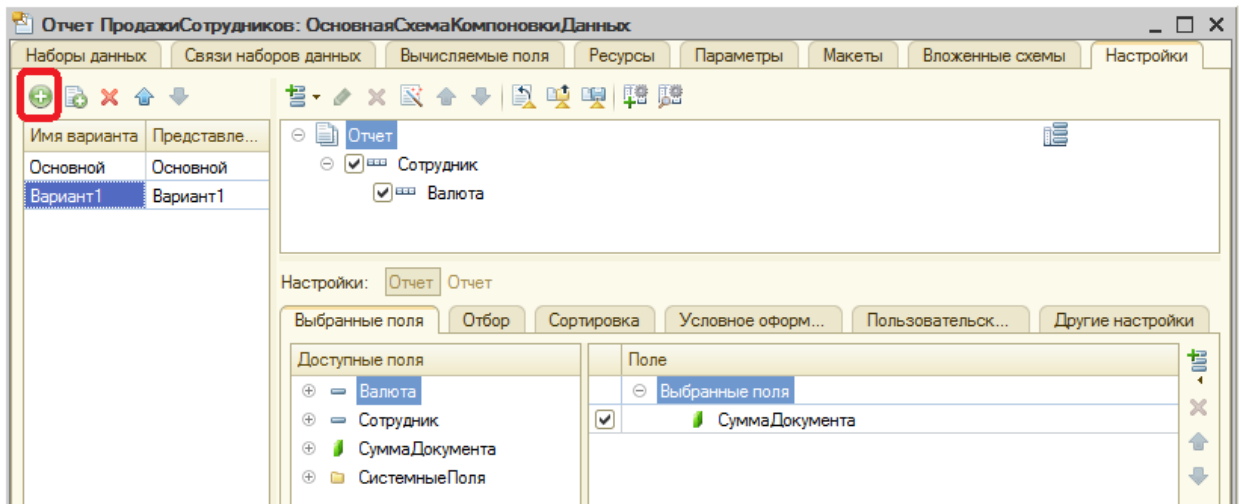 Отчет ПродажиСотрудников: ОсновнаяСхемаКомпоновкиДанных
Наборы данных Связи наборов данных Вычисляемые поля Ресурсы Параметры Макеты Вложенные схемы Настройки
Имя варианта Представле...
Основной Основной
Вариант1 Вариант1
Отчет
Сотрудник
Валюта
Настройки: Отчет Отчет
Выбранные поля Отбор Сортировка Условное оформ... Пользовательск... Другие настройки
Доступные поля Поле
Валюта Выбранные поля
Сотрудник СуммаДокумента
СуммаДокумента
СистемныеПоля